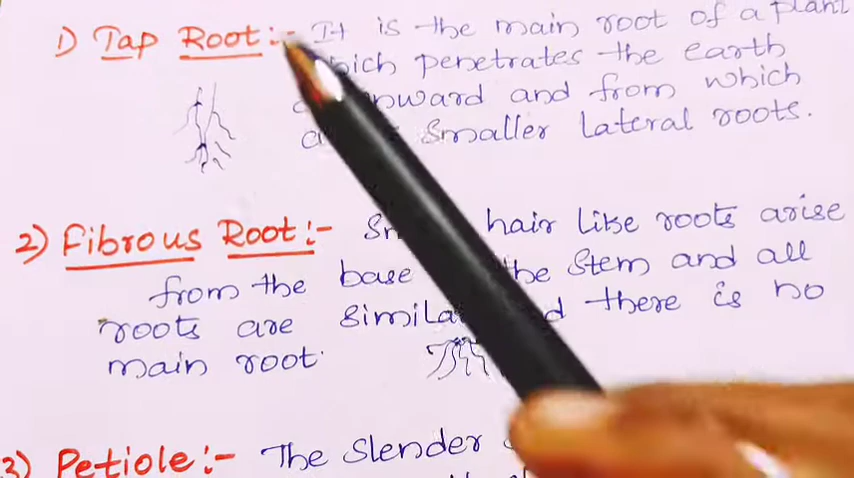 1) Tap Root:- It is the main root of a plant
which penetrates the earth
and from which
smaller lateral roots.
2) Fibrous Root:- hair like roots arise
from the base the stem and all
roots are similar there is no
main root.
3) Petiole:- The slender